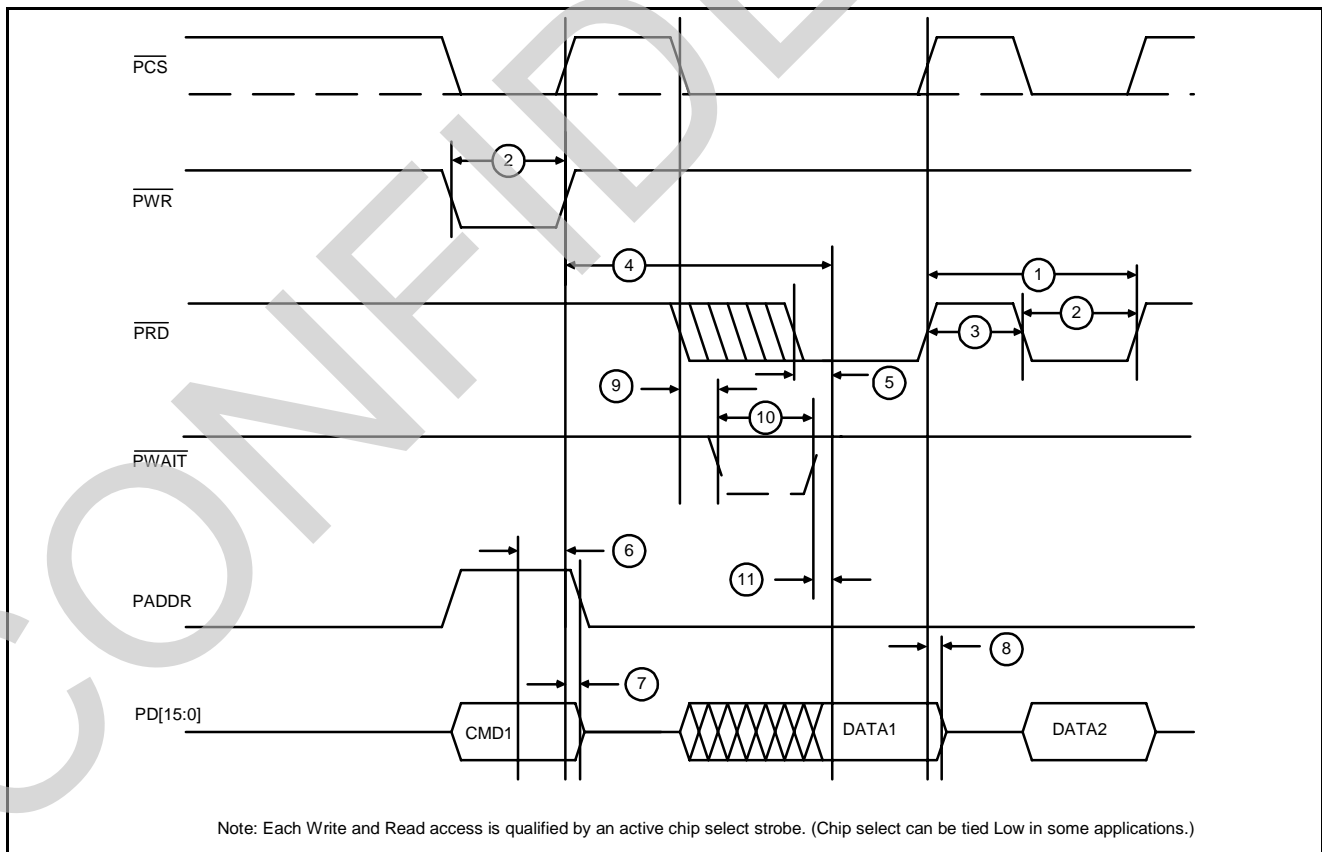 PCS
2
PWR
4
1
PRD
3
2
9
5
10
PWAIT
6
11
PADDR
8
7
PD[15:0]
CMD1
DATA1
DATA2
Note: Each Write and Read access is qualified by an active chip select strobe. (Chip select can be tied Low in some applications.)